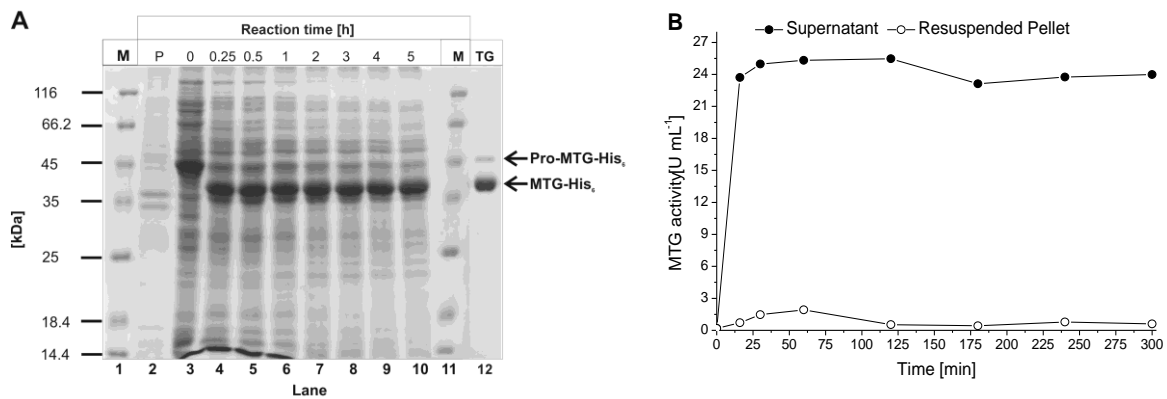 A
Reaction time [h]
M P 0 0.25 0.5 1 2 3 4 5 M TG
116
66.2
45
35
25
18.4
14.4
[kDa]
Pro-MTG-His₆
MTG-His₆
1 2 3 4 5 6 7 8 9 10 11 12
Lane
B
Supernatant Resuspended Pellet
27
24
21
18
15
12
9
6
3
0
MTG activity[U mL⁻¹]
0 25 50 75 100 125 150 175 200 225 250 275 300
Time [min]